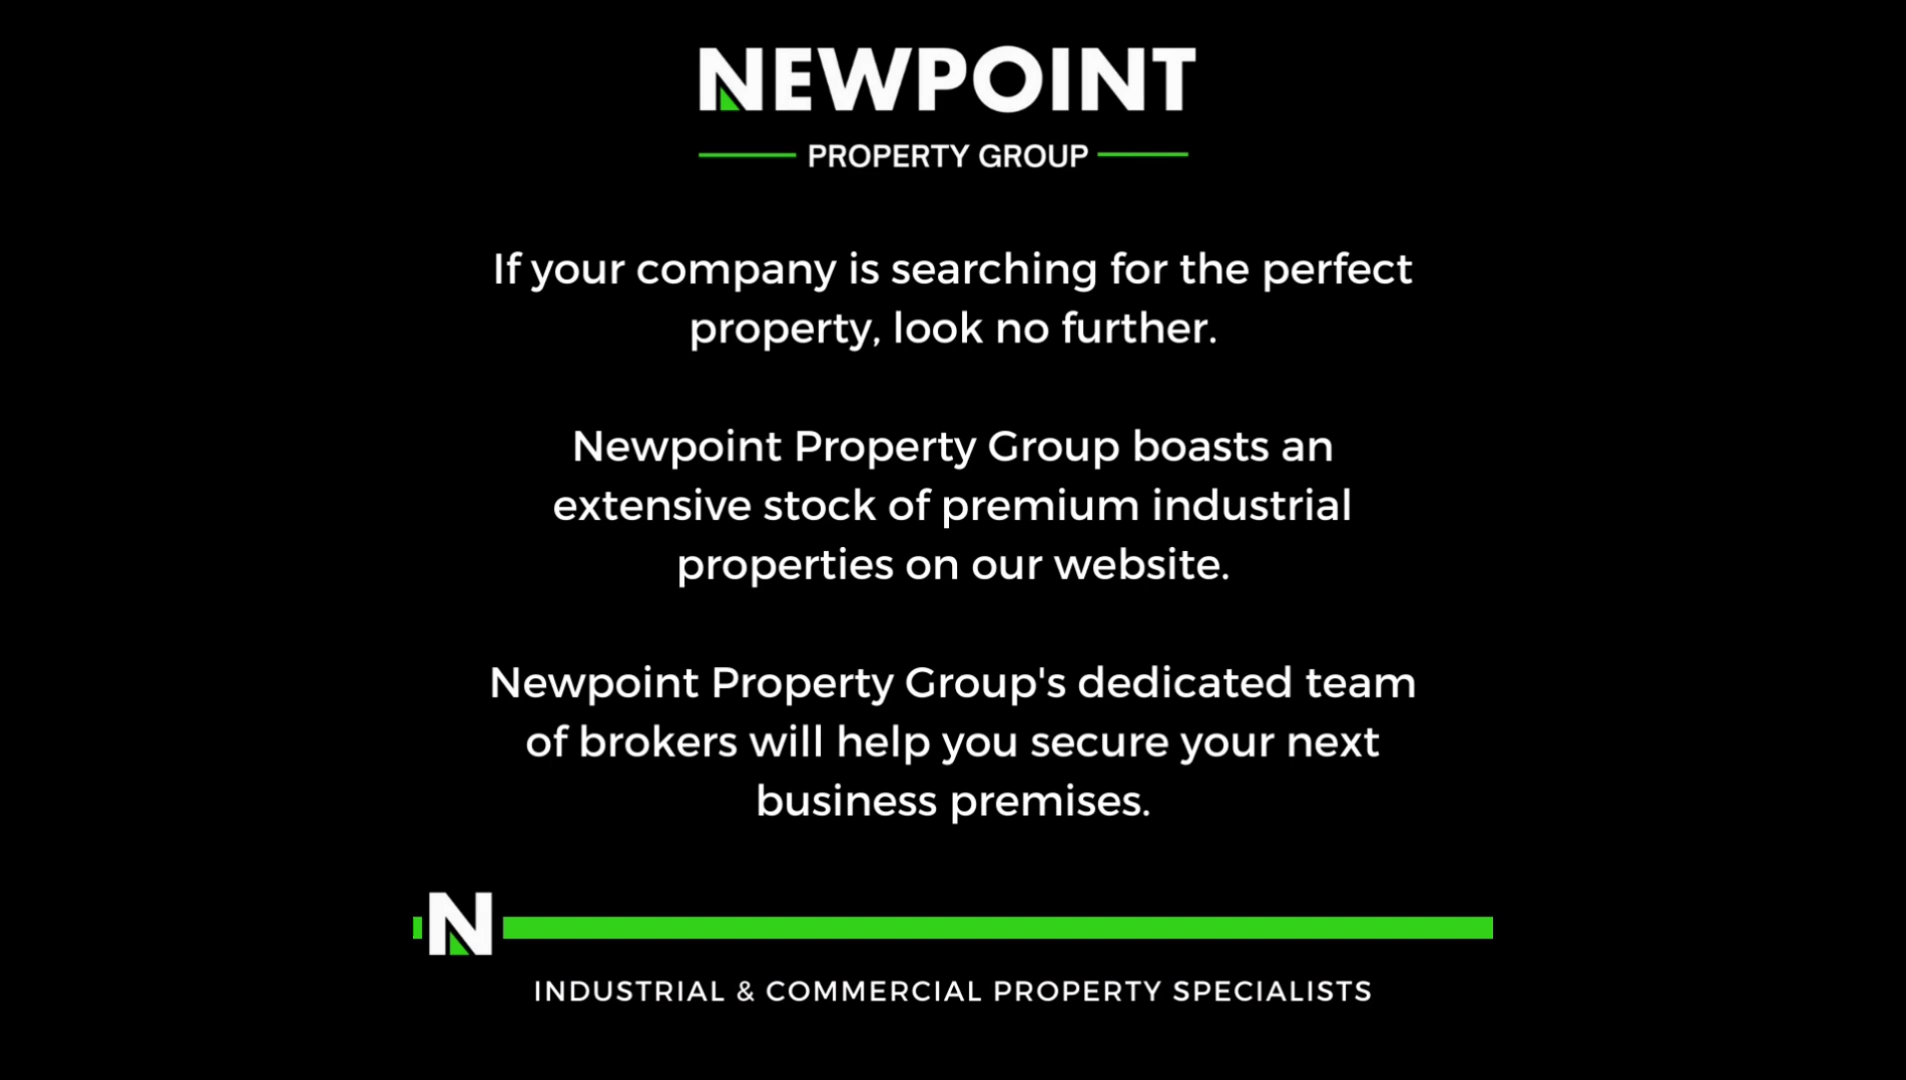 NEWPOINT
PROPERTY GROUP
If your company is searching for the perfect
property, look no further.
Newpoint Property Group boasts an
extensive stock of premium industrial
properties on our website.
Newpoint Property Group's dedicated team
of brokers will help you secure your next
business premises.
N
INDUSTRIAL & COMMERCIAL PROPERTY SPECIALISTS